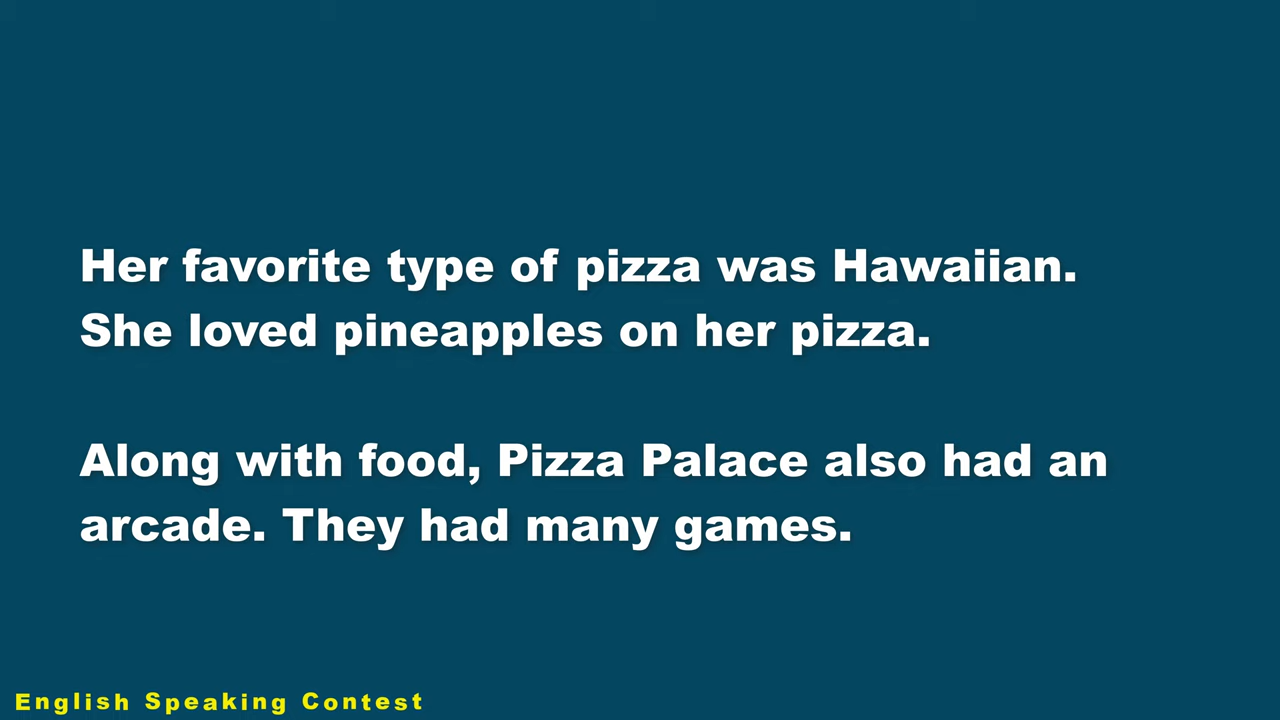 Her favorite type of pizza was Hawaiian.
She loved pineapples on her pizza.
Along with food, Pizza Palace also had an
arcade. They had many games.
English Speaking Contest